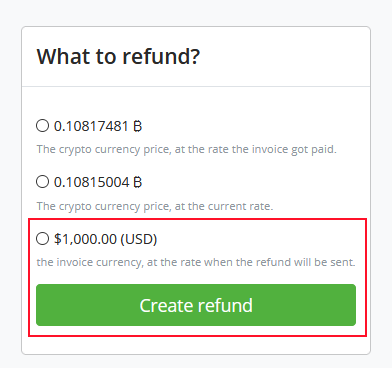 What to refund?
0.10817481 ₿
The crypto currency price, at the rate the invoice got paid.
0.10815004 ₿
The crypto currency price, at the current rate.
$1,000.00 (USD)
the invoice currency, at the rate when the refund will be sent.
Create refund